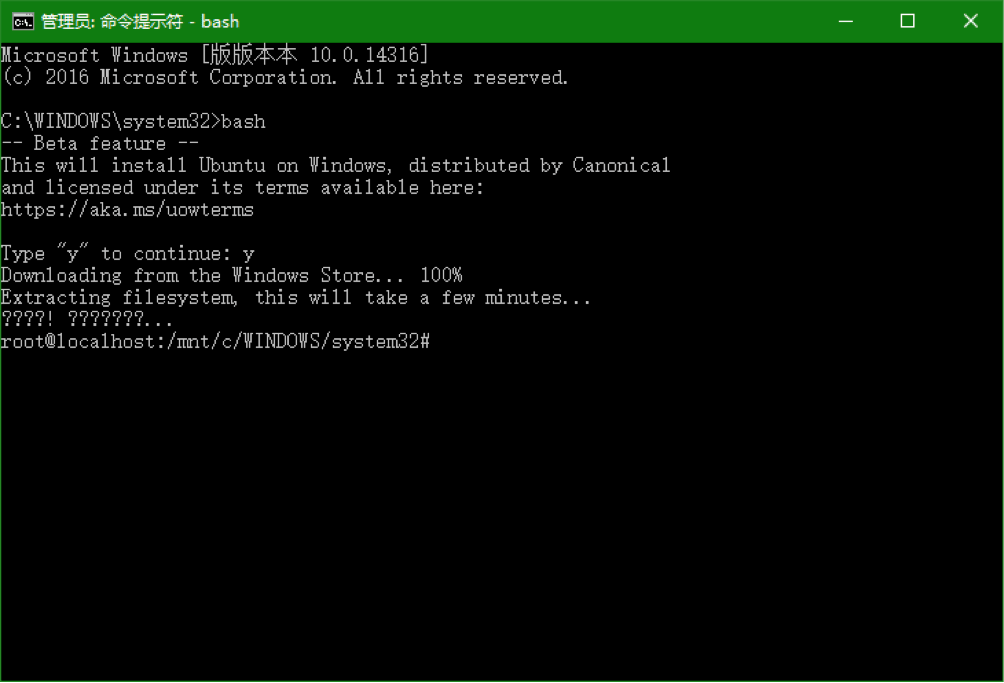 管理员: 命令提示符 - bash
Microsoft Windows [版版本本 10.0.14316]
(c) 2016 Microsoft Corporation. All rights reserved.
C:\WINDOWS\system32>bash
-- Beta feature --
This will install Ubuntu on Windows, distributed by Canonical
and licensed under its terms available here:
https://aka.ms/uowterms
Type "y" to continue: y
Downloading from the Windows Store... 100%
Extracting filesystem, this will take a few minutes...
????! ???????...
root@localhost:/mnt/c/WINDOWS/system32#